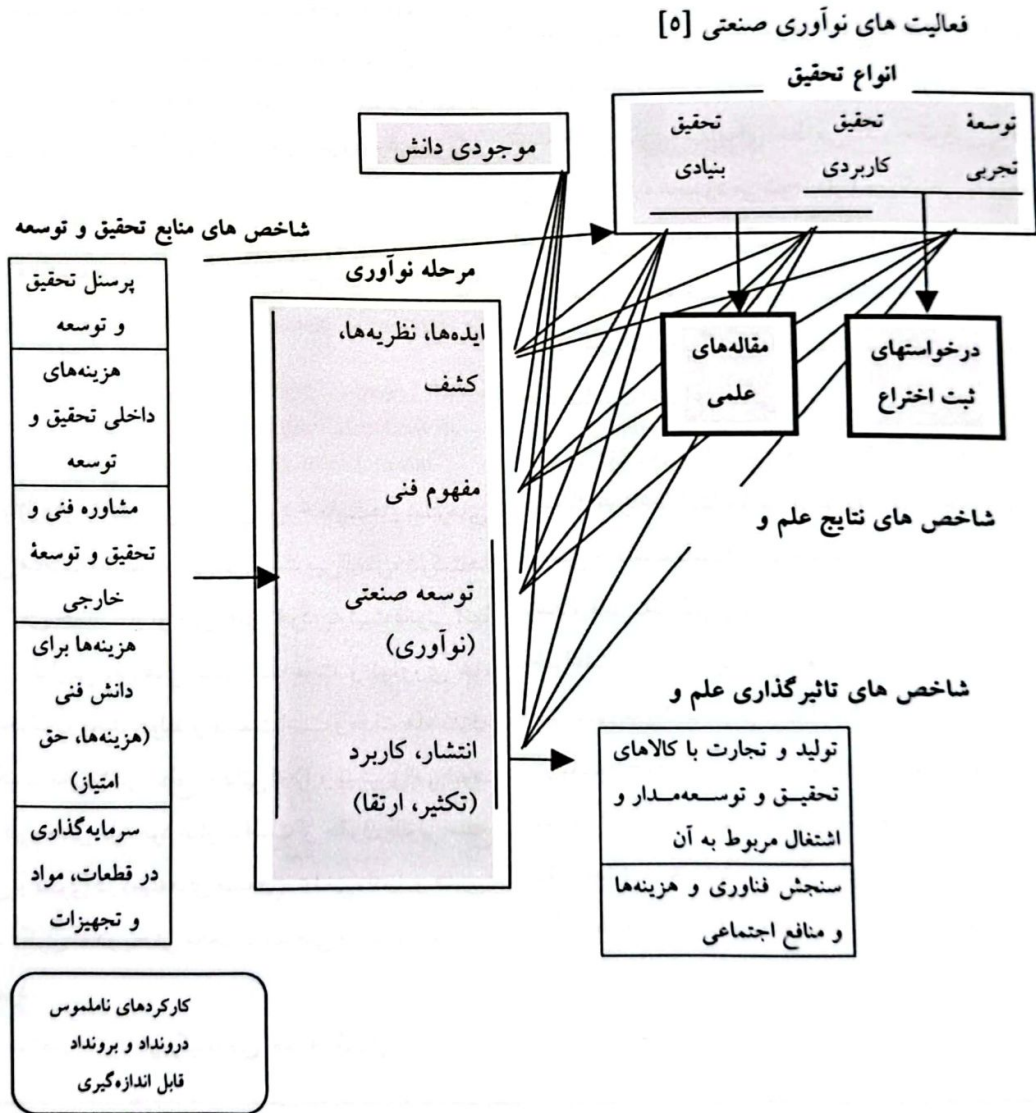 فعالیت های نوآوری صنعتی [۵]
انواع تحقیق
توسعهٔ
تجربی
تحقیق
کاربردی
تحقیق
بنیادی
موجودی دانش
شاخص های منابع تحقیق و توسعه
پرسنل تحقیق
و توسعه
هزینه‌های
داخلی تحقیق و
توسعه
مشاوره فنی و
تحقیق و توسعهٔ
خارجی
هزینه‌ها برای
دانش فنی
(هزینه‌ها، حق
امتیاز)
سرمایه‌گذاری
در قطعات، مواد
و تجهیزات
مرحله نوآوری
ایده‌ها، نظریه‌ها،
کشف
مفهوم فنی
توسعه صنعتی
(نوآوری)
انتشار، کاربرد
(تکثیر، ارتقا)
مقاله‌های
علمی
درخواستهای
ثبت اختراع
شاخص های نتایج علم و
شاخص های تاثیرگذاری علم و
تولید و تجارت با کالاهای
تحقیـق و توسـعه‌مـدار و
اشتغال مربوط به آن
سنجش فناوری و هزینه‌ها
و منافع اجتماعی
کارکردهای ناملموس
درونداد و برونداد
قابل اندازه‌گیری